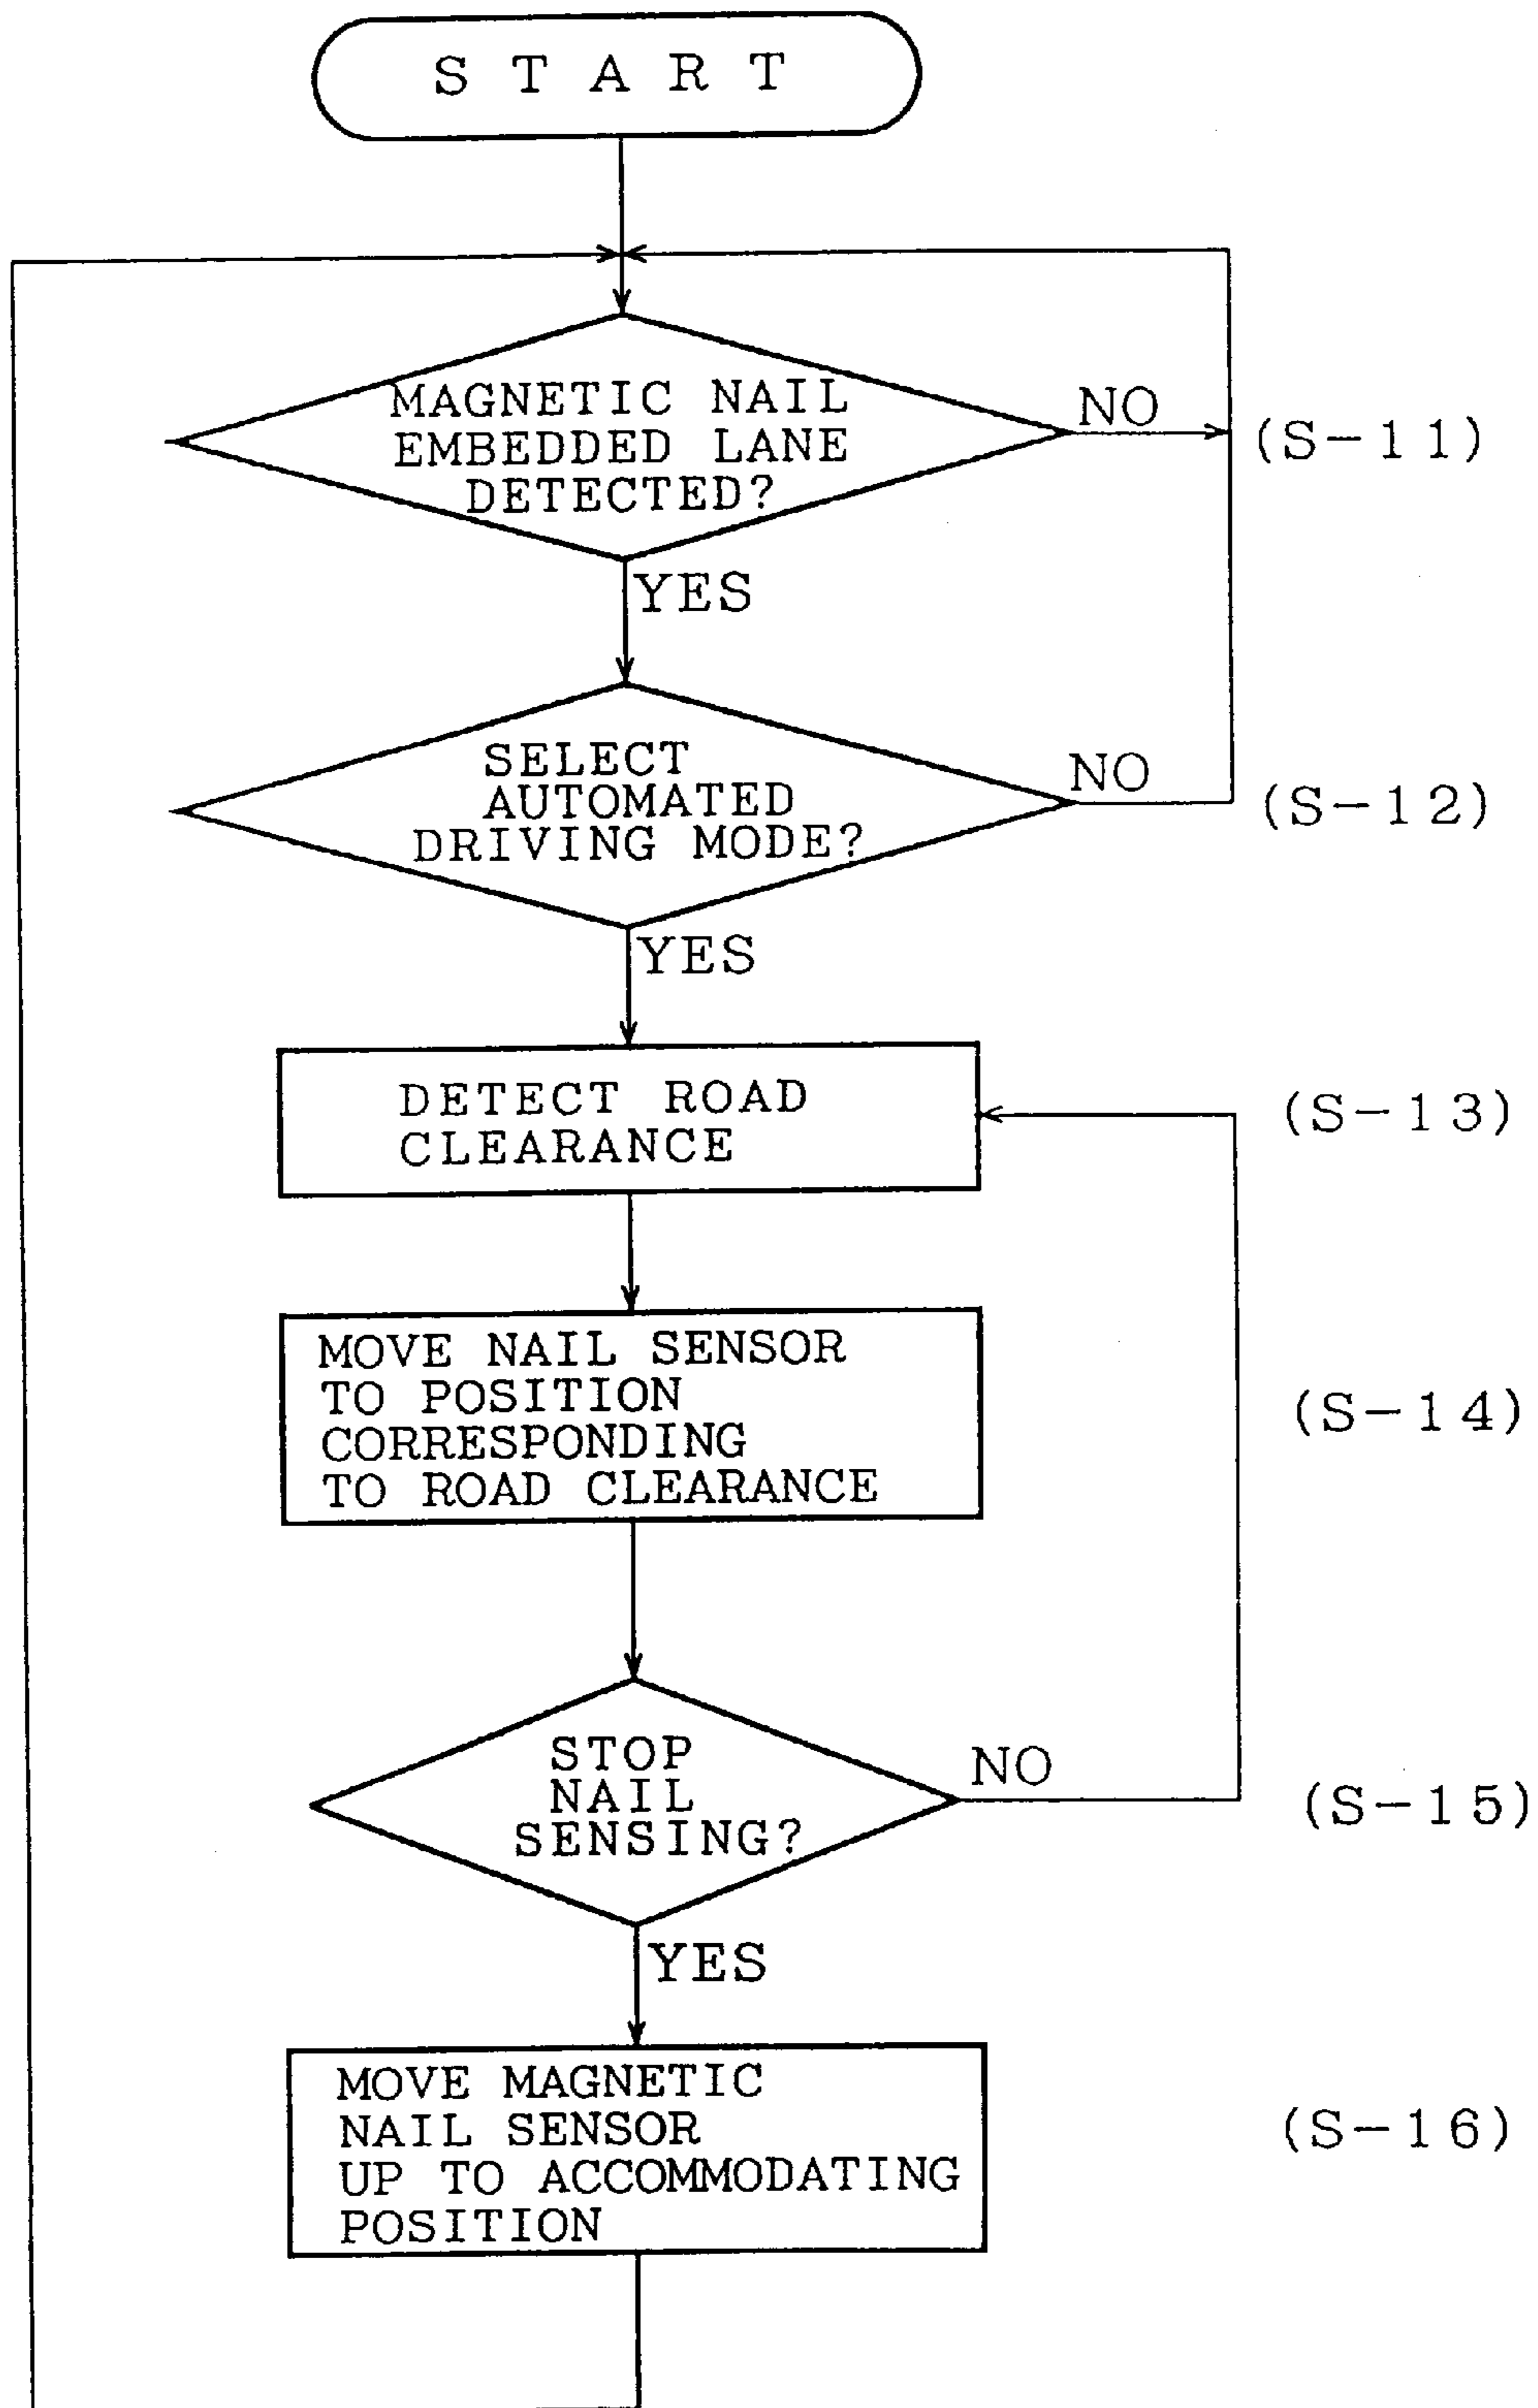 START
MAGNETIC NAIL
EMBEDDED LANE
DETECTED?
NO
(S-11)
YES
SELECT
AUTOMATED
DRIVING MODE?
NO
(S-12)
YES
DETECT ROAD
CLEARANCE
(S-13)
MOVE NAIL SENSOR
TO POSITION
CORRESPONDING
TO ROAD CLEARANCE
(S-14)
STOP
NAIL
SENSING?
NO
(S-15)
YES
MOVE MAGNETIC
NAIL SENSOR
UP TO ACCOMMODATING
POSITION
(S-16)